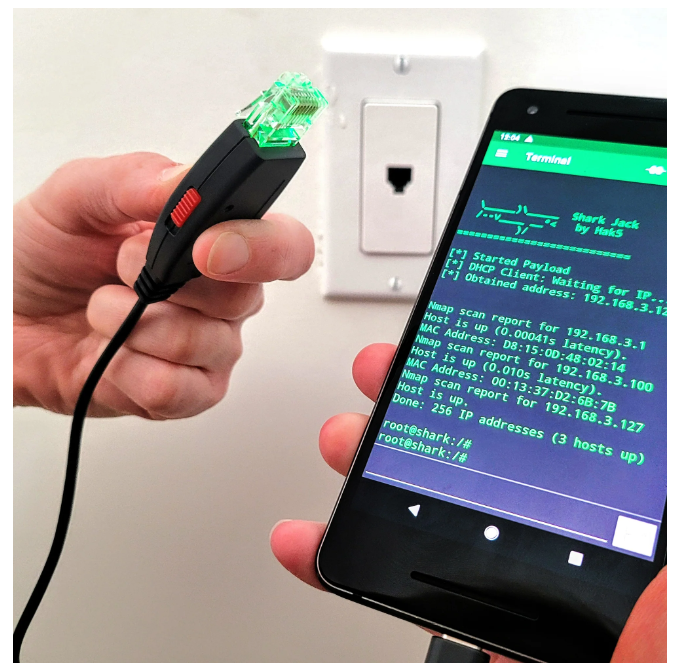 13:04
Terminal
Shark Jack
by Hak5
[*] Started Payload
[*] DHCP Client: Waiting for IP...
[*] Obtained address: 192.168.3.12
Nmap scan report for 192.168.3.1
Host is up (0.00041s latency).
MAC Address: D8:15:0D:48:02:14
Nmap scan report for 192.168.3.100
Host is up (0.010s latency).
MAC Address: 00:13:37:D2:6B:7B
Nmap scan report for 192.168.3.127
Host is up.
Done: 256 IP addresses (3 hosts up)
root@shark:/#
root@shark:/#